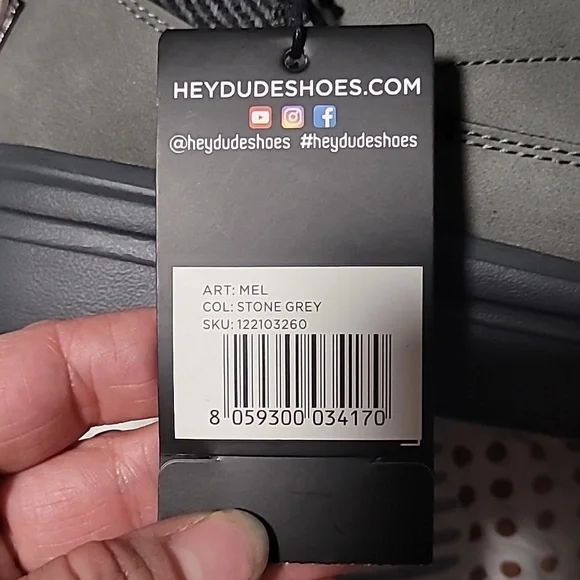 HEYDUDESHOES.COM
@heydudeshoes #heydudeshoes
ART: MEL
COL: STONE GREY
SKU: 122103260
8 059300 034170